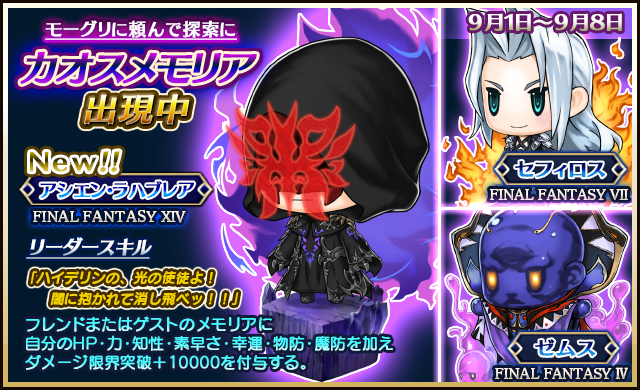 モーグリに頼んで探索に
カオスメモリア
出現中
New!!
アシエン・ラハブレア
FINAL FANTASY XIV
リーダースキル
「ハイデリンの、光の使徒よ！
闇に抱かれて消し飛べッ！！」
フレンドまたはゲストのメモリアに
自分のHP・力・知性・素早さ・幸運・物防・魔防を加え
ダメージ限界突破＋10000を付与する。
9月1日～9月8日
セフィロス
FINAL FANTASY VII
ゼムス
FINAL FANTASY IV